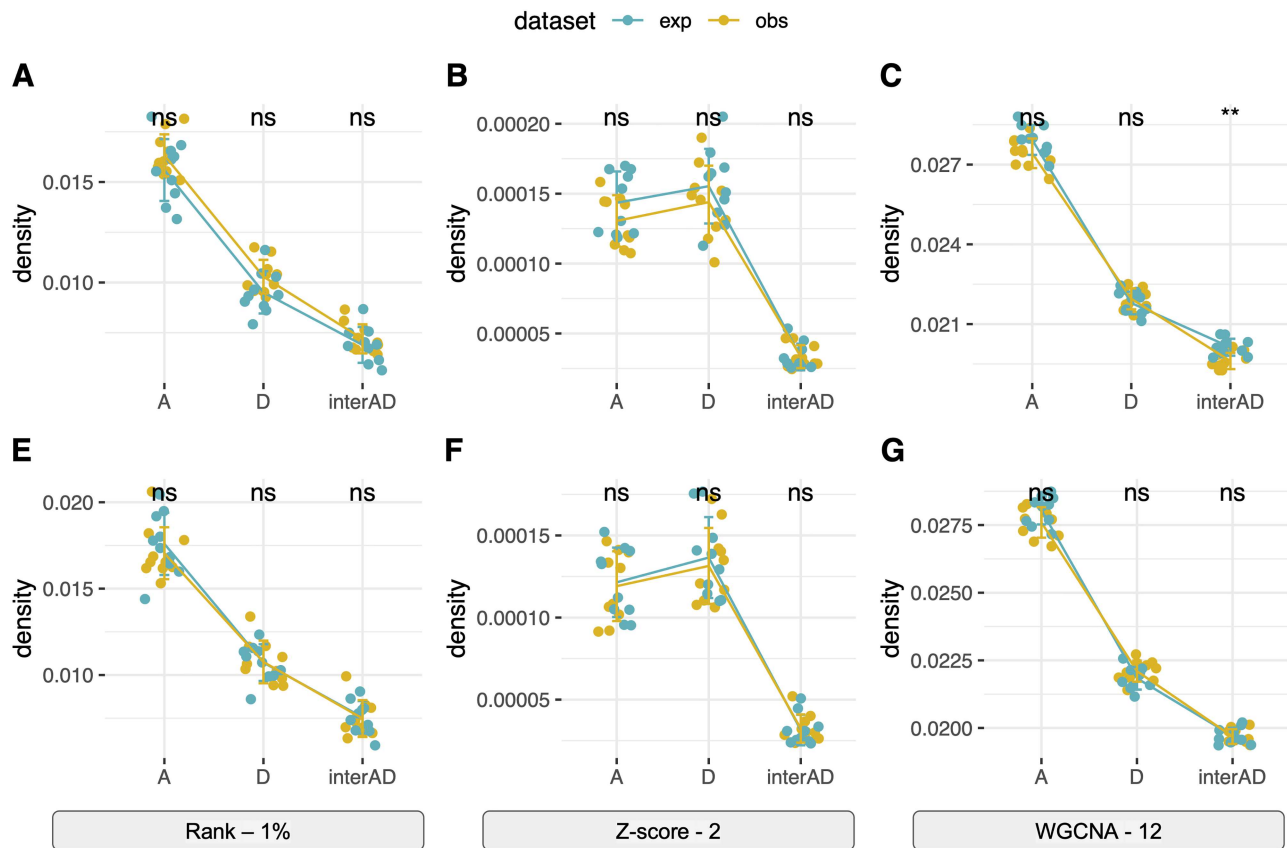 dataset exp obs
A B C
ns ns ns ns ns ns ns ns **
0.015
0.010
density
A D interAD
0.00020
0.00015
0.00010
0.00005
density
A D interAD
0.027
0.024
0.021
density
A D interAD
E F G
ns ns ns ns ns ns ns ns ns
0.020
0.015
0.010
density
A D interAD
0.00015
0.00010
0.00005
density
A D interAD
0.0275
0.0250
0.0225
0.0200
density
A D interAD
Rank – 1% Z-score - 2 WGCNA - 12